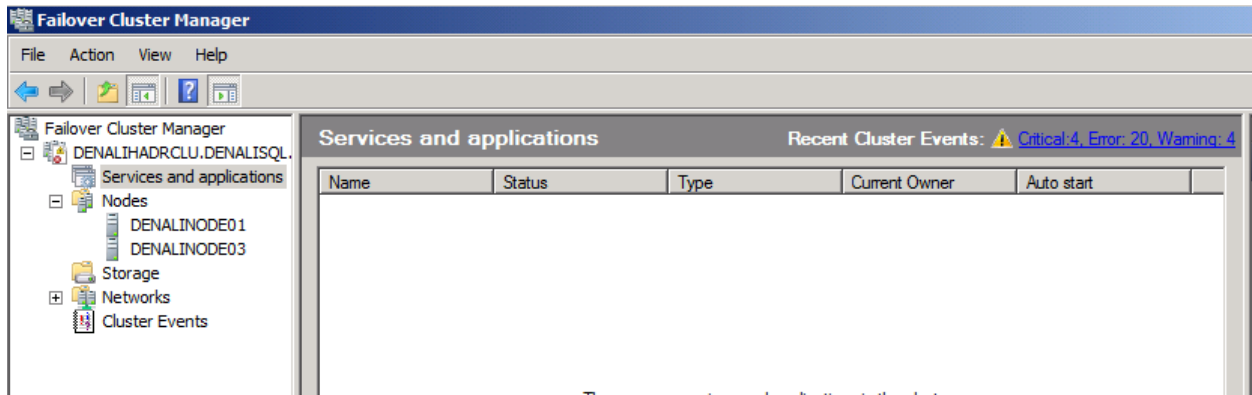 Failover Cluster Manager
File Action View Help
Failover Cluster Manager
DENALIHADRCLU.DENALISQL.
Services and applications
Nodes
DENALINODE01
DENALINODE03
Storage
Networks
Cluster Events
Services and applications Recent Cluster Events: Critical:4, Error: 20, Warning: 4
Name Status Type Current Owner Auto start